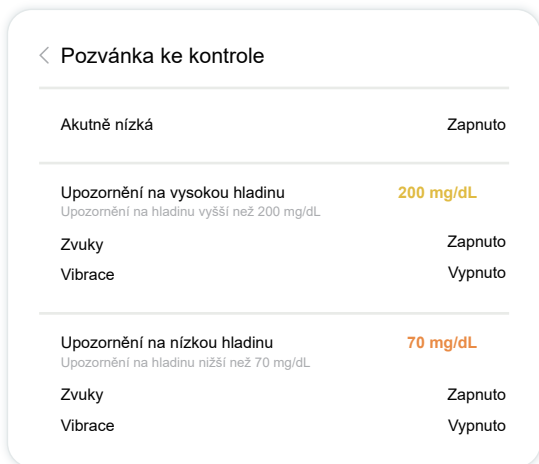 Pozvánka ke kontrole
Akutně nízká Zapnuto
Upozornění na vysokou hladinu 200 mg/dL
Upozornění na hladinu vyšší než 200 mg/dL
Zvuky Zapnuto
Vibrace Vypnuto
Upozornění na nízkou hladinu 70 mg/dL
Upozornění na hladinu nižší než 70 mg/dL
Zvuky Zapnuto
Vibrace Vypnuto